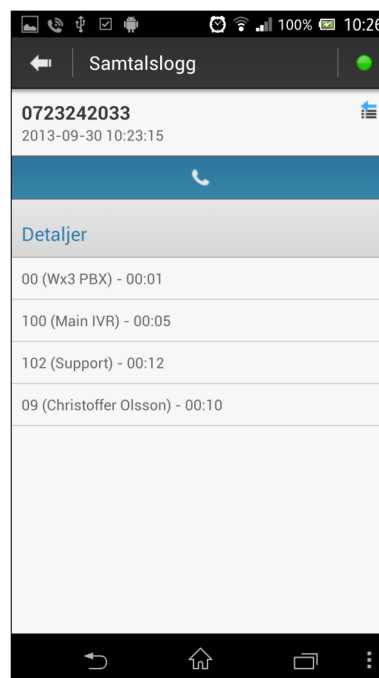 100% 10:26
Samtalslogg
0723242033
2013-09-30 10:23:15
Detaljer
00 (Wx3 PBX) - 00:01
100 (Main IVR) - 00:05
102 (Support) - 00:12
09 (Christoffer Olsson) - 00:10